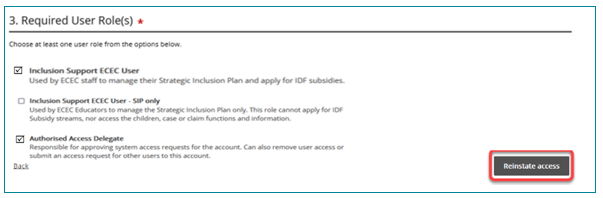 3. Required User Role(s) *
Choose at least one user role from the options below.
Inclusion Support ECEC User
Used by ECEC staff to manage their Strategic Inclusion Plan and apply for IDF subsidies.
Inclusion Support ECEC User - SIP only
Used by ECEC Educators to manage the Strategic Inclusion Plan only. This role cannot apply for IDF
Subsidy streams, nor access the children, case or claim functions and information.
Authorised Access Delegate
Responsible for approving system access requests for the account. Can also remove user access or
submit an access request for other users to this account.
Back
Reinstate access